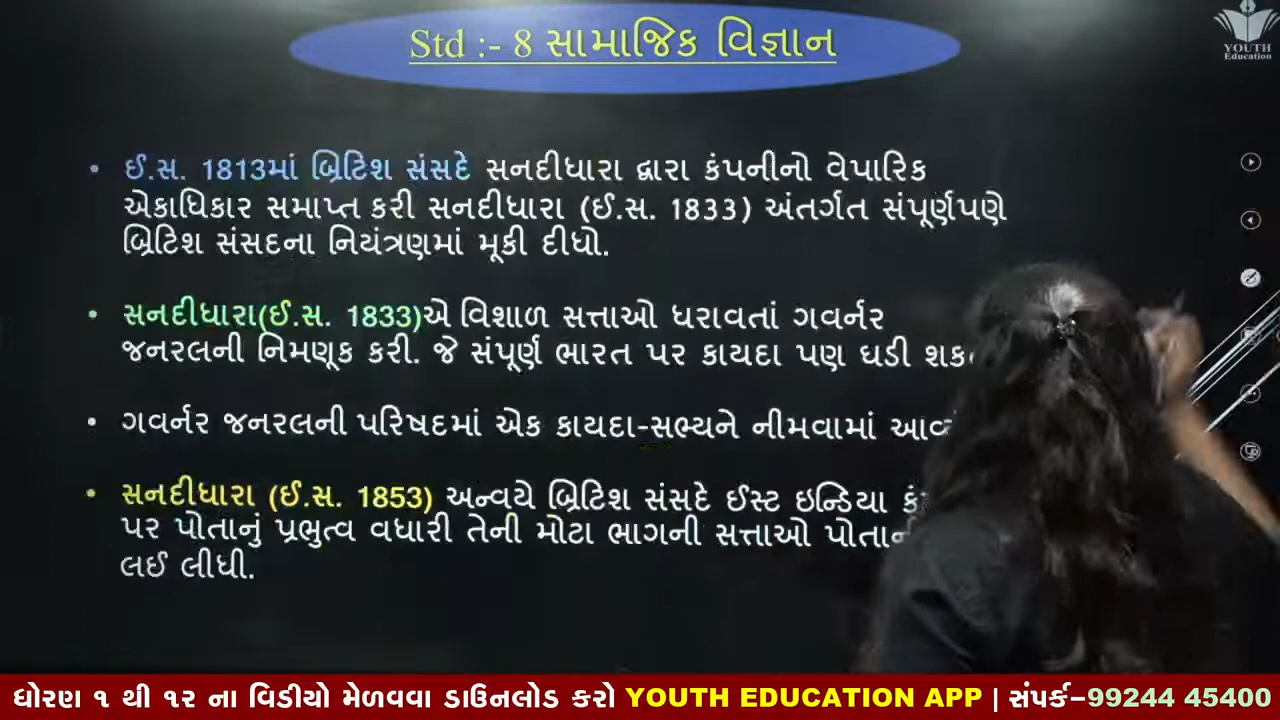 Std :- 8 સામાજિક વિજ્ઞાન
YOUTH
Education
• ઈ.સ. 1813માં બ્રિટિશ સંસદે સનદીધારા દ્વારા કંપનીનો વેપારિક
એકાધિકાર સમાપ્ત કરી સનદીધારા (ઈ.સ. 1833) અંતર્ગત સંપૂર્ણપણે
બ્રિટિશ સંસદના નિયંત્રણમાં મૂકી દીધો.
• સનદીધારા(ઈ.સ. 1833)એ વિશાળ સત્તાઓ ધરાવતાં ગવર્નર
જનરલની નિમણૂક કરી. જે સંપૂર્ણ ભારત પર કાયદા પણ ઘડી
• ગવર્નર જનરલની પરિષદમાં એક કાયદા-સભ્યને નીમવામાં
• સનદીધારા (ઈ.સ. 1853) અન્વયે બ્રિટિશ સંસદે ઈસ્ટ ઇન્ડિયા
પર પોતાનું પ્રભુત્વ વધારી તેની મોટા ભાગની સત્તાઓ
લઈ લીધી.
ધોરણ ૧ થી ૧૨ ના વિડીયો મેળવવા ડાઉનલોડ કરો YOUTH EDUCATION APP | સંપર્ક-99244 45400